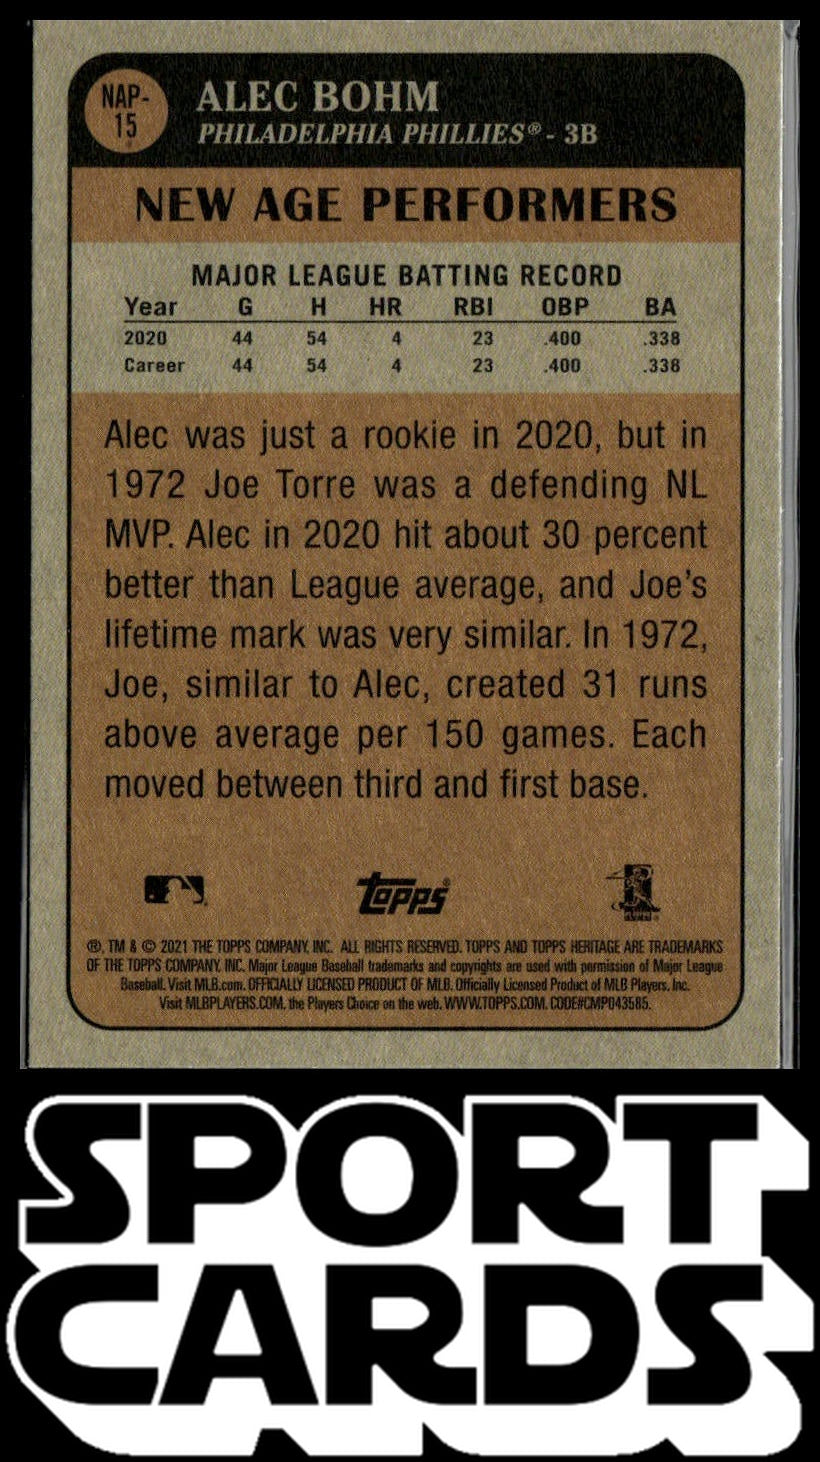 NAP-
15
ALEC BOHM
PHILADELPHIA PHILLIES® - 3B
NEW AGE PERFORMERS
MAJOR LEAGUE BATTING RECORD
Year G H HR RBI OBP BA
2020 44 54 4 23 .400 .338
Career 44 54 4 23 .400 .338
Alec was just a rookie in 2020, but in
1972 Joe Torre was a defending NL
MVP. Alec in 2020 hit about 30 percent
better than League average, and Joe's
lifetime mark was very similar. In 1972,
Joe, similar to Alec, created 31 runs
above average per 150 games. Each
moved between third and first base.
topps®
®, TM & © 2021 THE TOPPS COMPANY, INC. ALL RIGHTS RESERVED. TOPPS AND TOPPS HERITAGE ARE TRADEMARKS
OF THE TOPPS COMPANY, INC. Major League Baseball trademarks and copyrights are used with permission of Major League
Baseball. Visit MLB.com. OFFICIALLY LICENSED PRODUCT OF MLB. Officially Licensed Product of MLB Players, Inc.
Visit MLBPLAYERS.COM, the Players Choice on the web. WWW.TOPPS.COM. CODE#CMP043585.
SPORT
CARDS